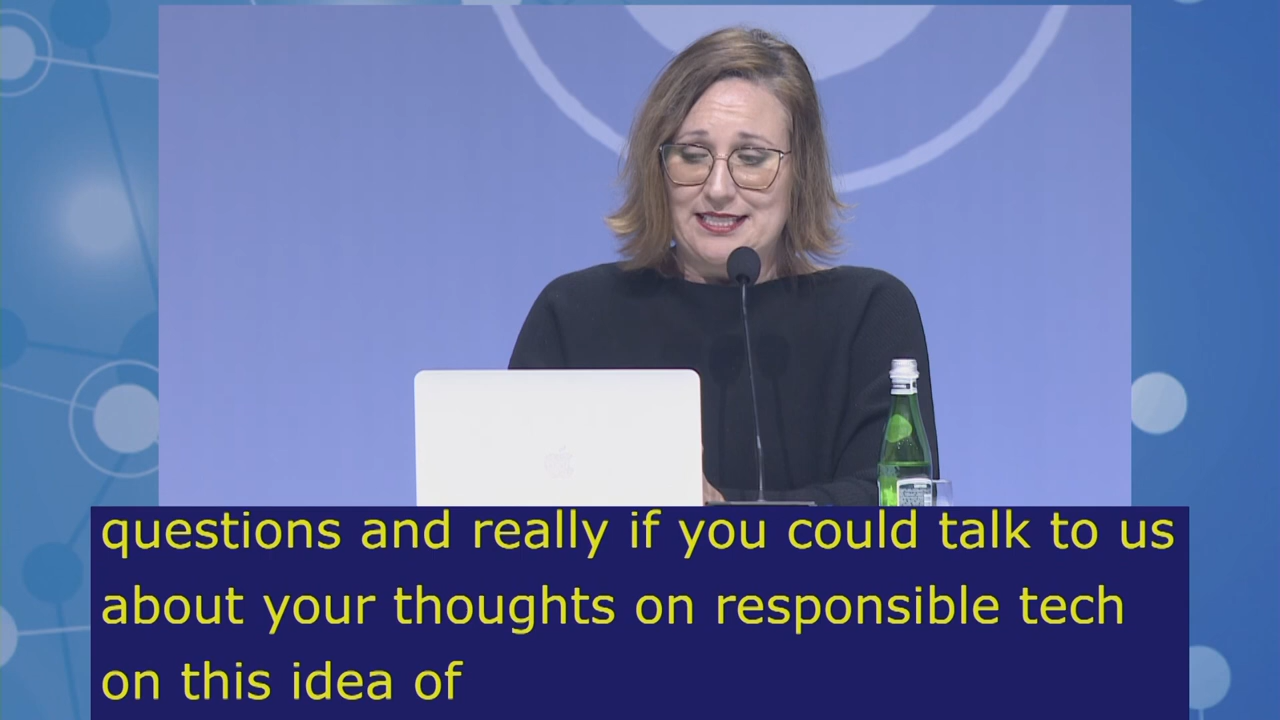 questions and really if you could talk to us
about your thoughts on responsible tech
on this idea of